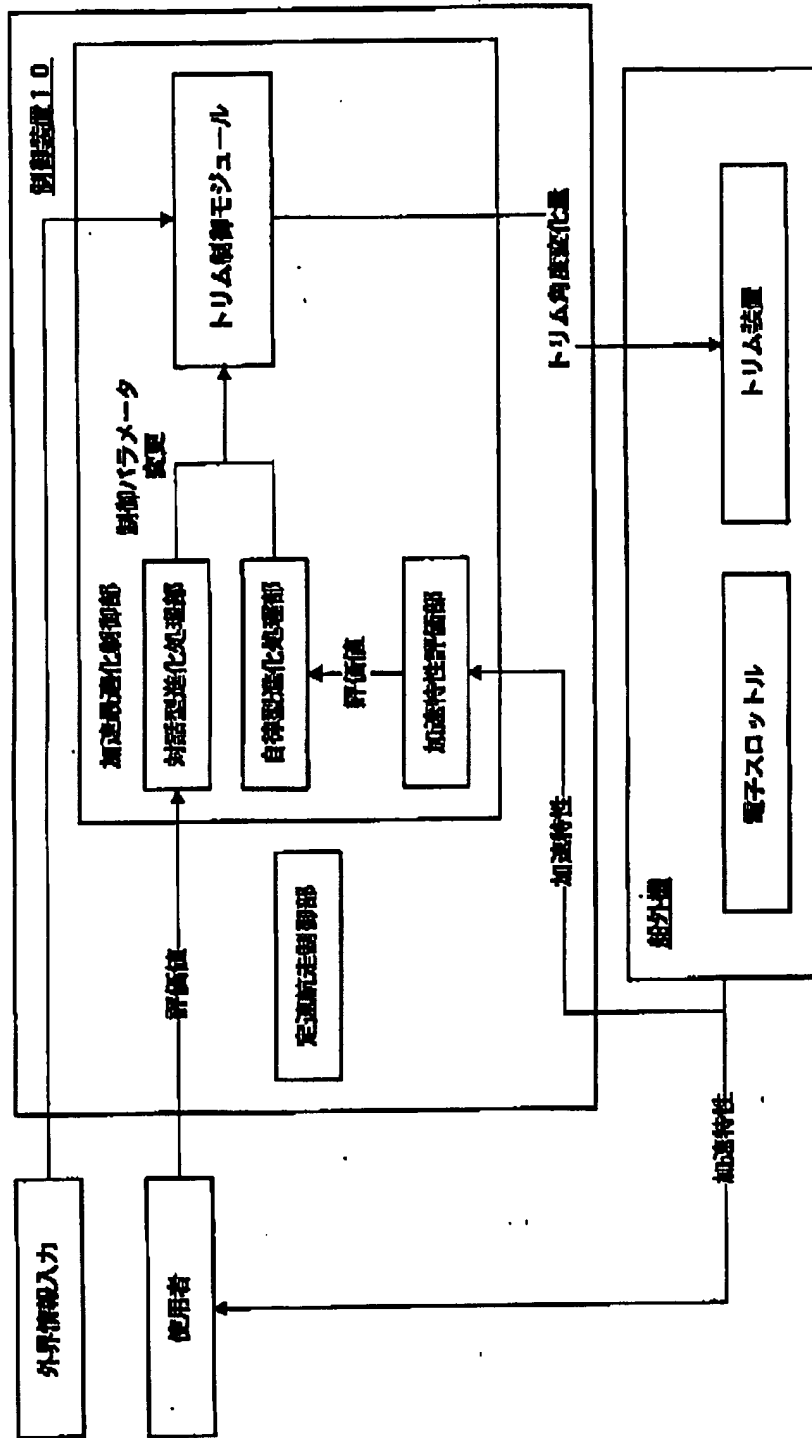 外界情報入力
使用者
評価値
制御装置10
加速最適化制御部
対話型進化処理部
自律型進化処理部
評価値
加速特性評価部
制御パラメータ
変更
トリム制御モジュール
定速航走制御部
加速特性
トリム角度変化量
船外機
電子スロットル
トリム装置
加速特性